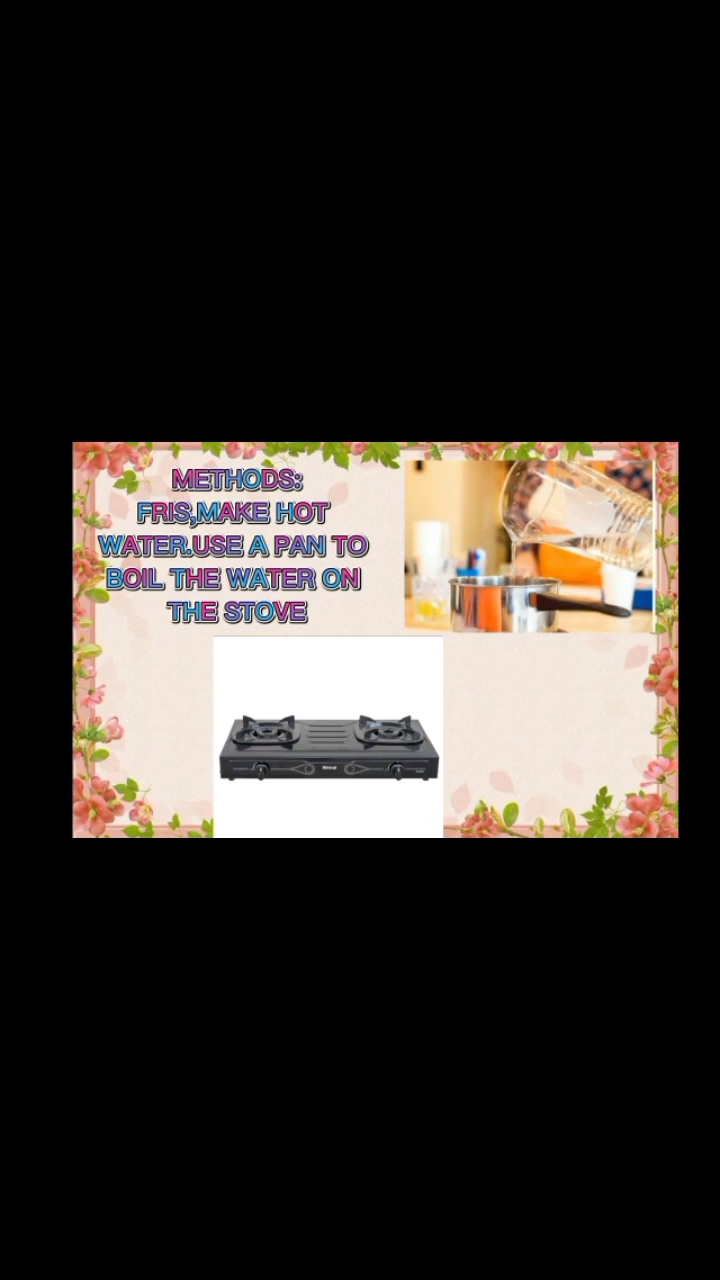 METHODS:
FRIS,MAKE HOT
WATER.USE A PAN TO
BOIL THE WATER ON
THE STOVE